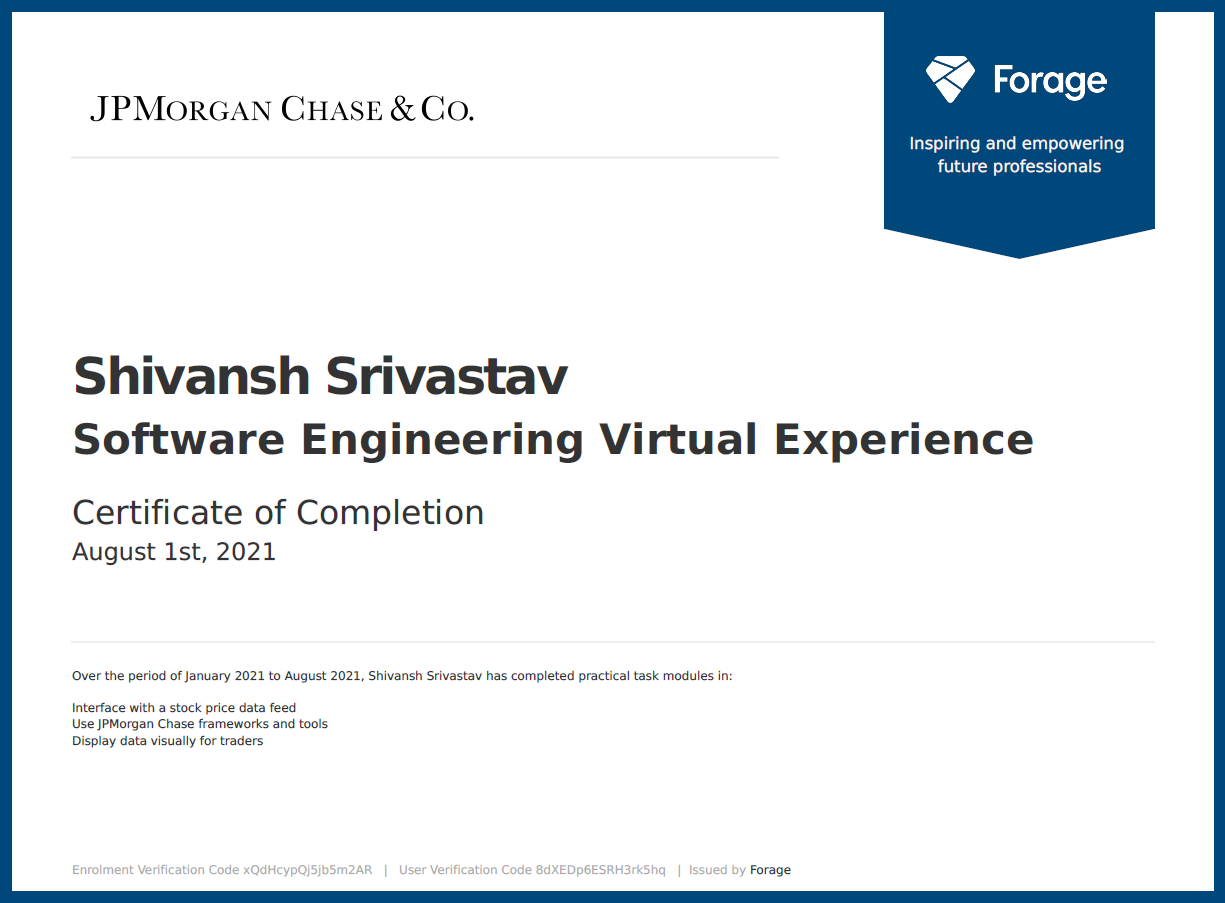 JPMORGAN CHASE & CO.
Forage
Inspiring and empowering
future professionals
Shivansh Srivastav
Software Engineering Virtual Experience
Certificate of Completion
August 1st, 2021
Over the period of January 2021 to August 2021, Shivansh Srivastav has completed practical task modules in:
Interface with a stock price data feed
Use JPMorgan Chase frameworks and tools
Display data visually for traders
Enrolment Verification Code xQdHcypQj5jb5m2AR | User Verification Code 8dXEDp6ESRH3rk5hq | Issued by Forage